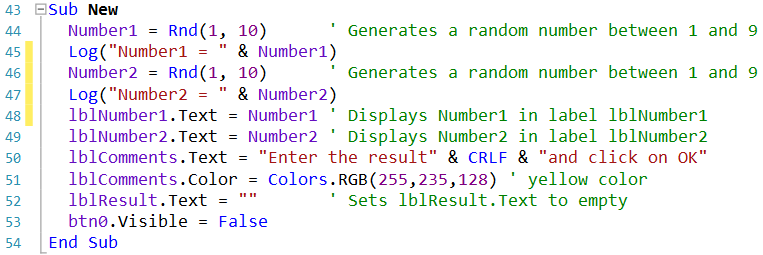 43 Sub New
44 Number1 = Rnd(1, 10) ' Generates a random number between 1 and 9
45 Log("Number1 = " & Number1)
46 Number2 = Rnd(1, 10) ' Generates a random number between 1 and 9
47 Log("Number2 = " & Number2)
48 lblNumber1.Text = Number1 ' Displays Number1 in label lblNumber1
49 lblNumber2.Text = Number2 ' Displays Number2 in label lblNumber2
50 lblComments.Text = "Enter the result" & CRLF & "and click on OK"
51 lblComments.Color = Colors.RGB(255,235,128) ' yellow color
52 lblResult.Text = "" ' Sets lblResult.Text to empty
53 btn0.Visible = False
54 End Sub